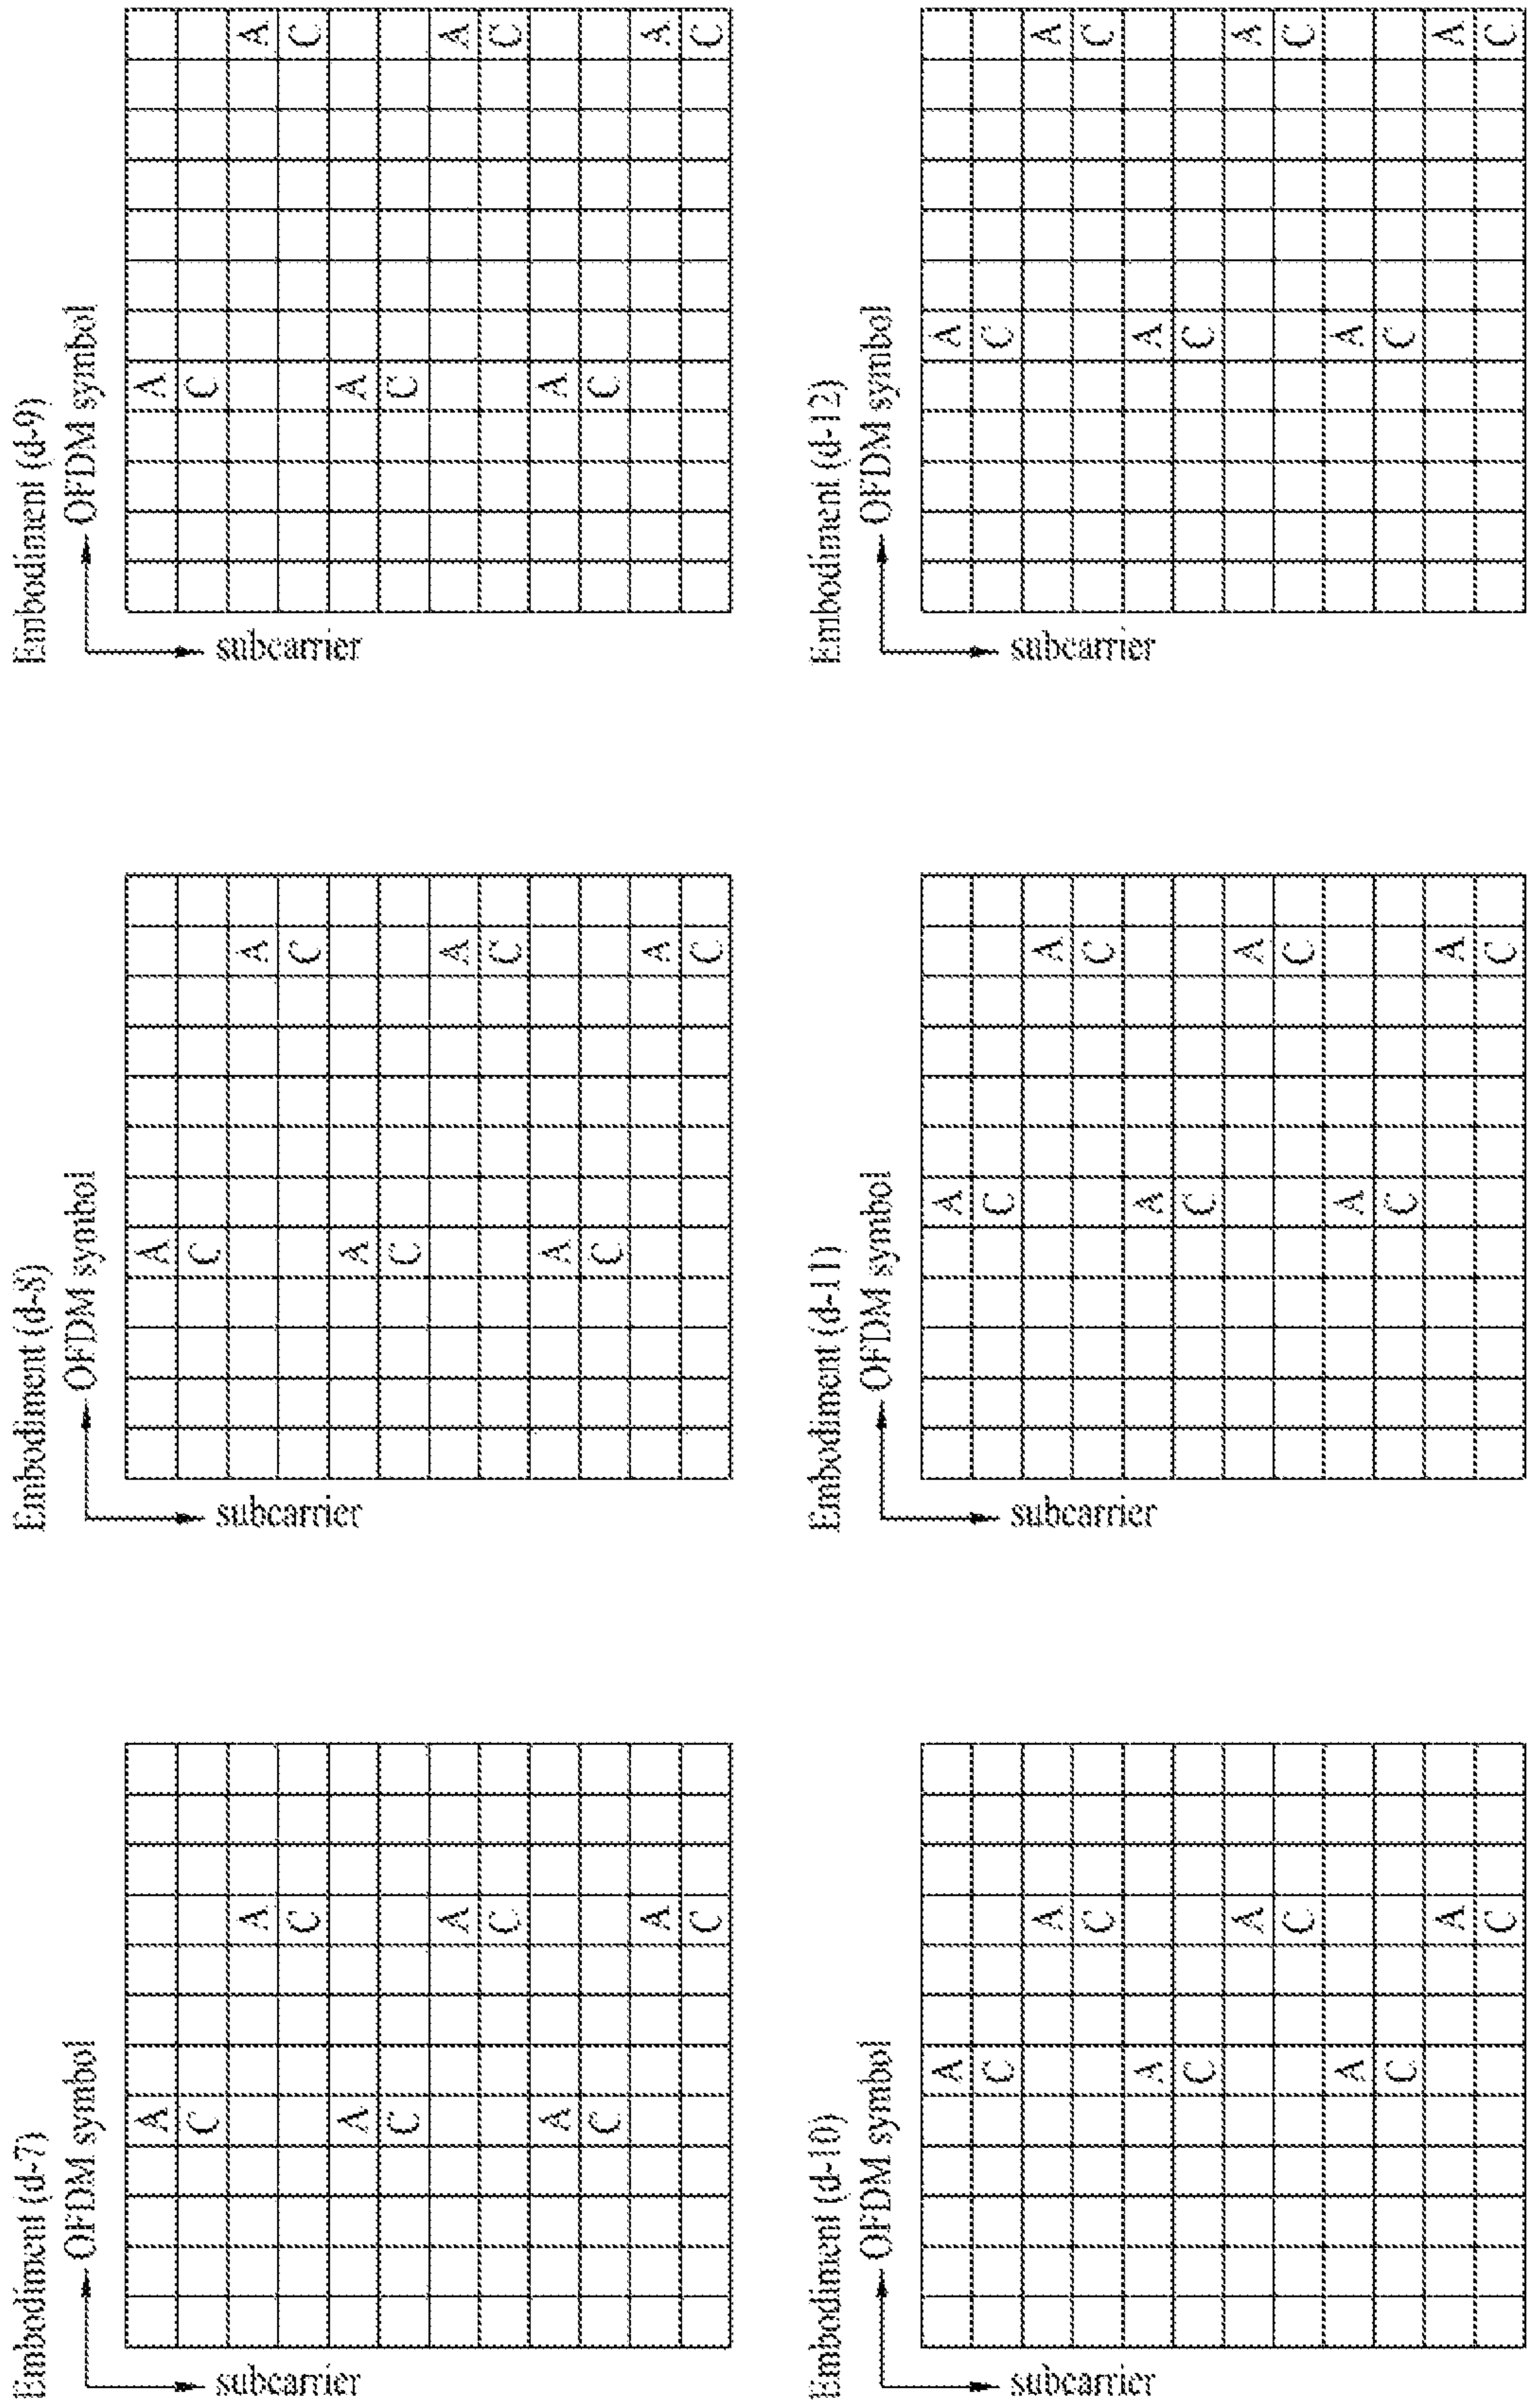 Embodiment (d-7)
OFDM symbol
subcarrier
A
C
A
C
A
C
A
C
A
C
A
C
Embodiment (d-8)
OFDM symbol
subcarrier
A
C
A
C
A
C
A
C
A
C
A
C
Embodiment (d-9)
OFDM symbol
subcarrier
A
C
A
C
A
C
A
C
A
C
A
C
Embodiment (d-10)
OFDM symbol
subcarrier
A
C
A
C
A
C
A
C
A
C
A
C
Embodiment (d-11)
OFDM symbol
subcarrier
A
C
A
C
A
C
A
C
A
C
A
C
Embodiment (d-12)
OFDM symbol
subcarrier
A
C
A
C
A
C
A
C
A
C
A
C